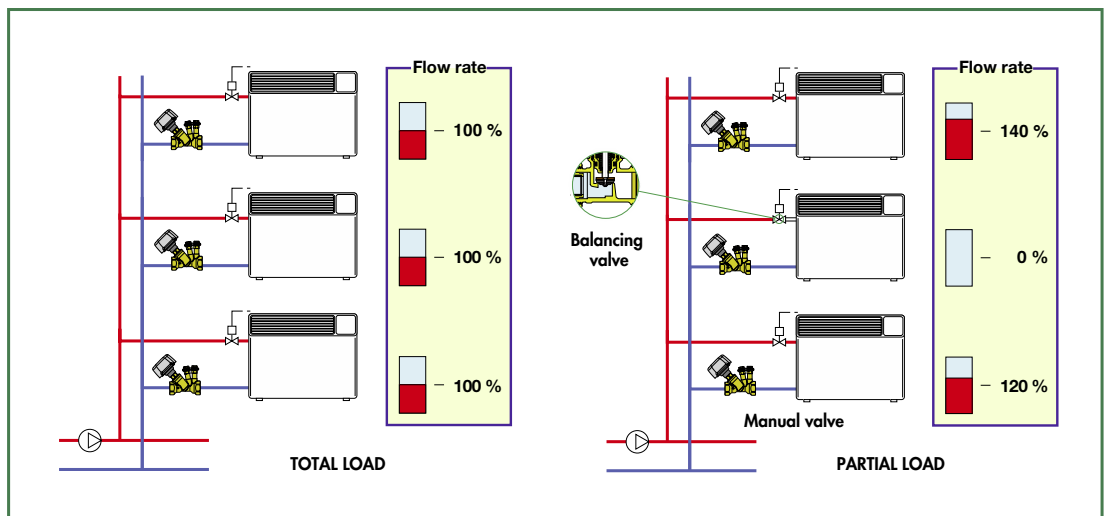 Flow rate
100 %
100 %
100 %
TOTAL LOAD
Flow rate
140 %
Balancing
valve
0 %
120 %
Manual valve
PARTIAL LOAD